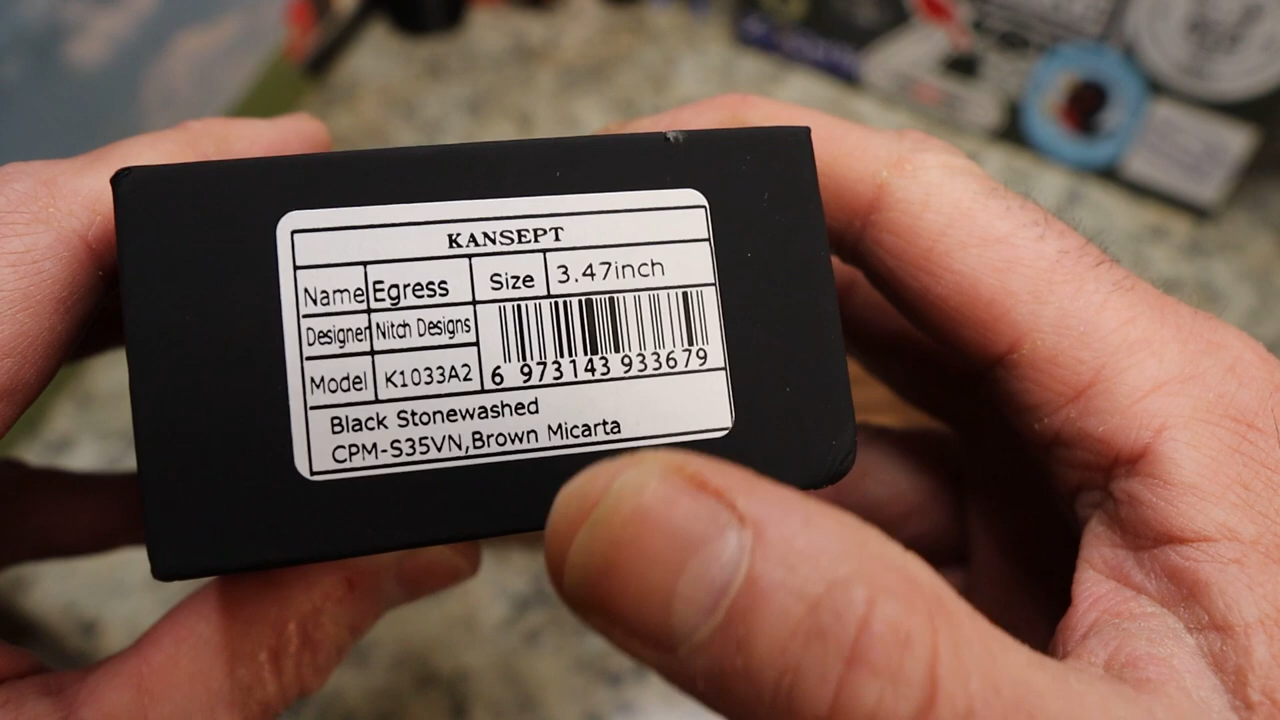 KANSEPT
Name Egress Size 3.47inch
Designer Nitch Designs
Model K1033A2 6 973143 933679
Black Stonewashed
CPM-S35VN,Brown Micarta